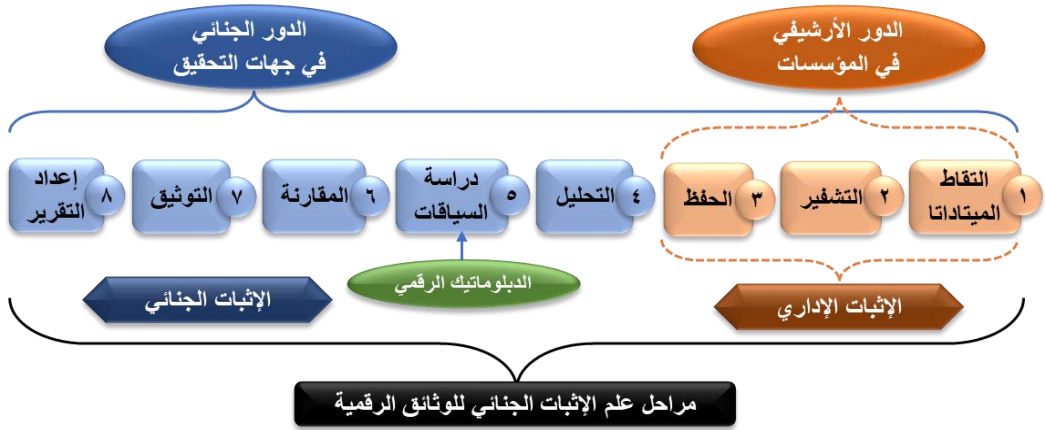 الدور الأرشيفي
في المؤسسات
الدور الجنائي
في جهات التحقيق
١
التقاط
الميتاداتا
٢
التشفير
٣
الحفظ
٤
التحليل
٥
دراسة
السياقات
٦
المقارنة
٧
التوثيق
٨
إعداد
التقرير
الدبلوماتيك الرقمي
الإثبات الإداري
الإثبات الجنائي
مراحل علم الإثبات الجنائي للوثائق الرقمية